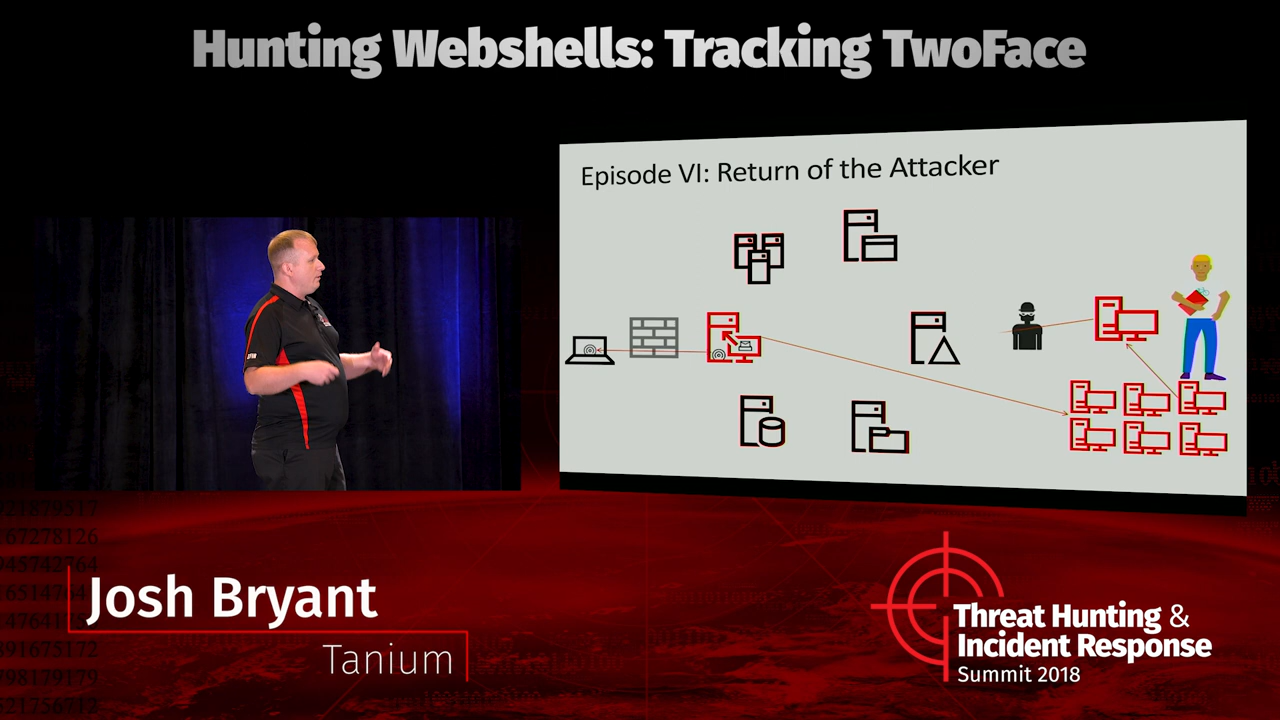 Hunting Webshells: Tracking TwoFace
Episode VI: Return of the Attacker
Josh Bryant
Tanium
Threat Hunting &
Incident Response
Summit 2018